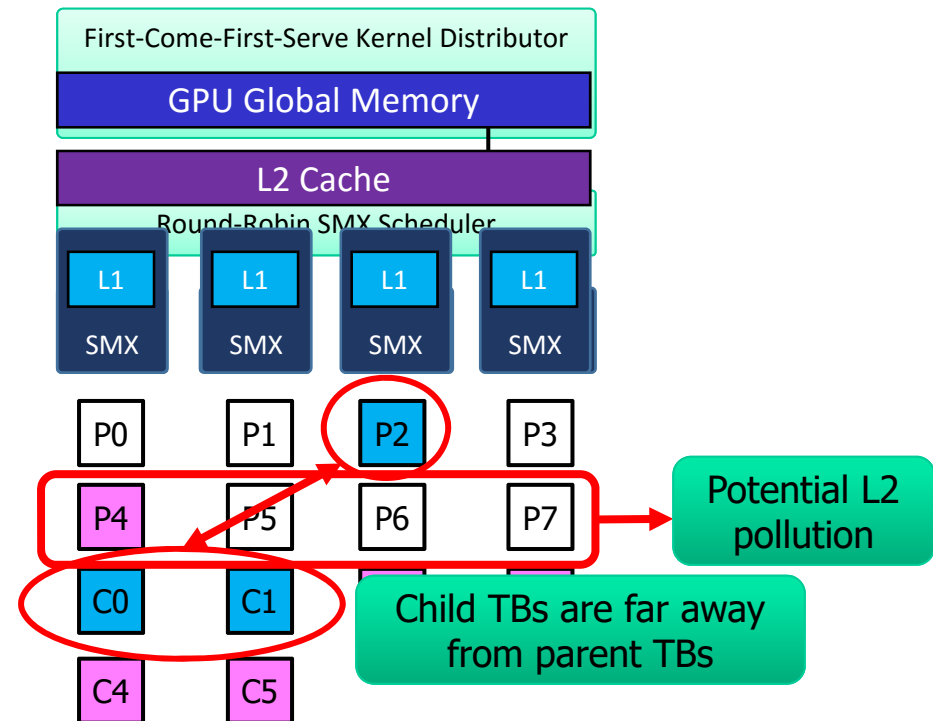 First-Come-First-Serve Kernel Distributor
GPU Global Memory
L2 Cache
Round-Robin SMX Scheduler
L1 L1 L1 L1
SMX SMX SMX SMX
P0 P1 P2 P3
P4 P5 P6 P7
Potential L2
pollution
C0 C1
Child TBs are far away
from parent TBs
C4 C5